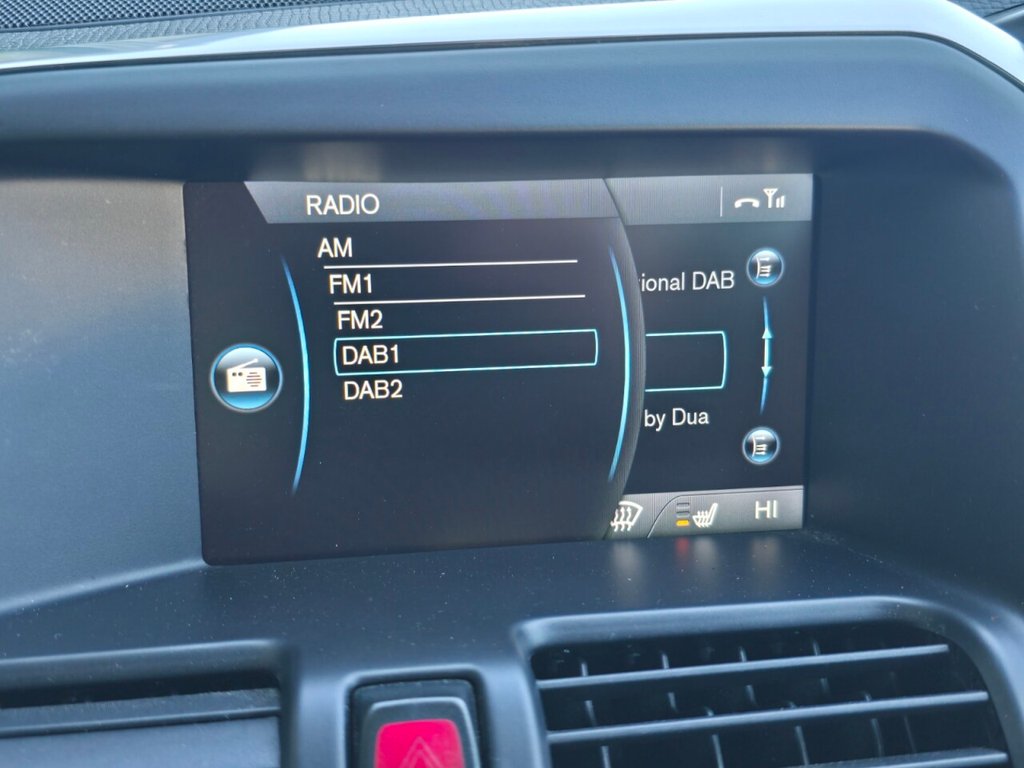 RADIO
AM
FM1
FM2
DAB1
DAB2
ional DAB
by Dua
HI